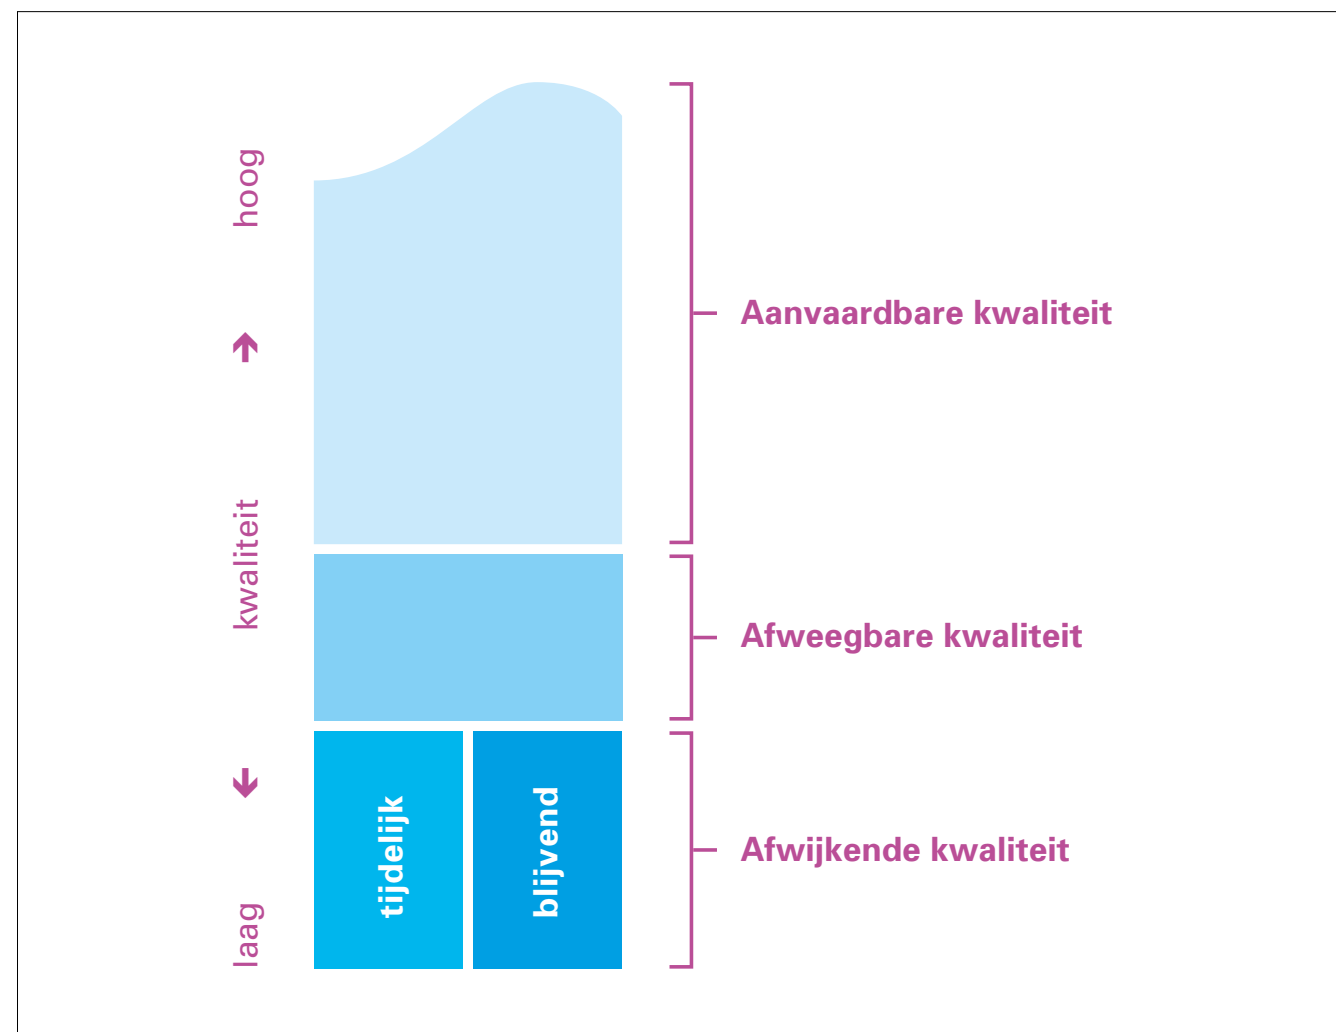 hoog
kwaliteit
laag
tijdelijk
blijvend
Aanvaardbare kwaliteit
Afweegbare kwaliteit
Afwijkende kwaliteit